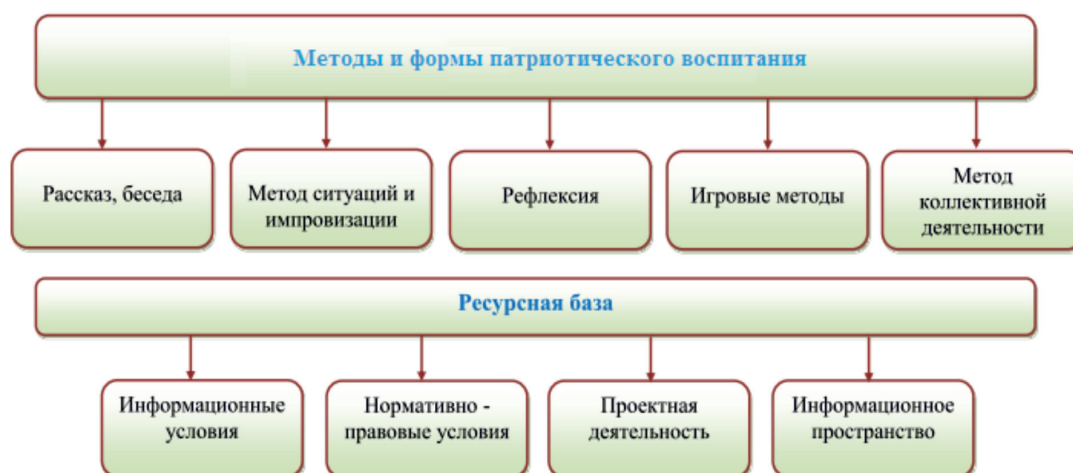 Методы и формы патриотического воспитания
Рассказ, беседа
Метод ситуаций и
импровизации
Рефлексия
Игровые методы
Метод
коллективной
деятельности
Ресурсная база
Информационные
условия
Нормативно -
правовые условия
Проектная
деятельность
Информационное
пространство